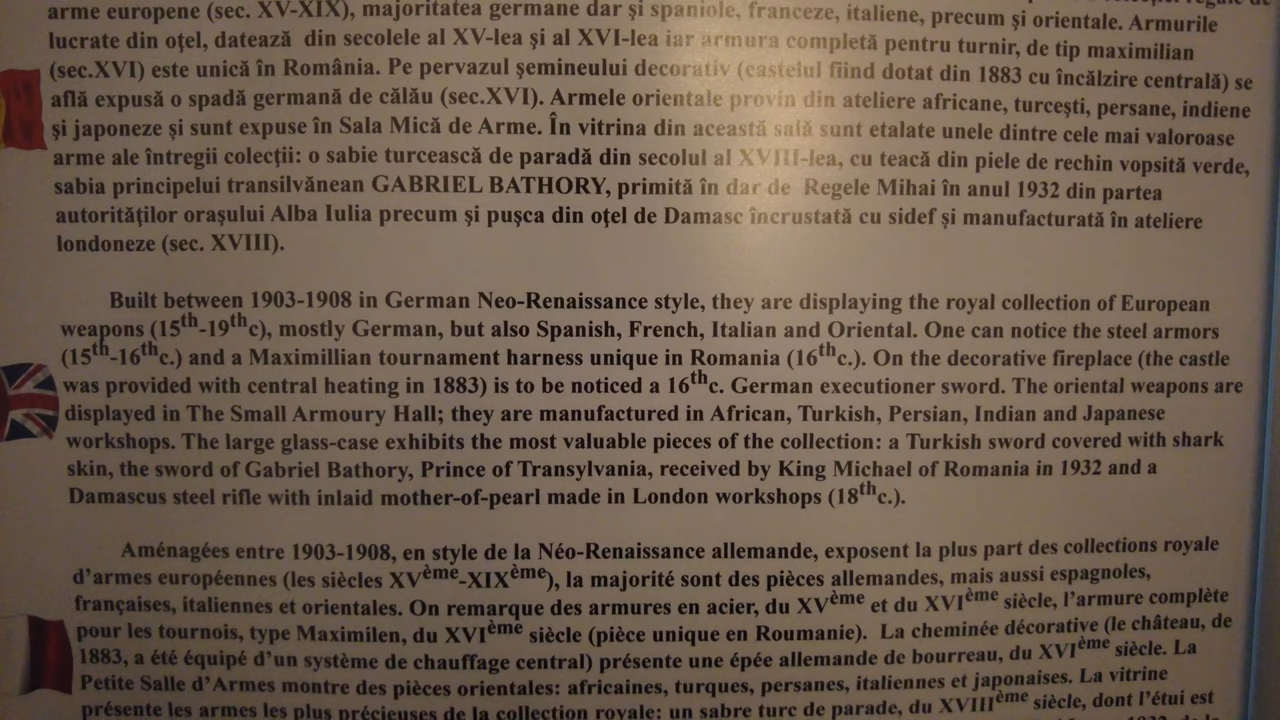 arme europene (sec. XV-XIX), majoritatea germane dar şi spaniole, franceze, italiene, precum şi orientale. Armurile
lucrate din oţel, datează din secolele al XV-lea şi al XVI-lea iar armura completă pentru turnir, de tip maximilian
(sec.XVI) este unică în România. Pe pervazul şemineului decorativ (castelul fiind dotat din 1883 cu încălzire centrală) se
află expusă o spadă germană de călău (sec.XVI). Armele orientale provin din ateliere africane, turceşti, persane, indiene
şi japoneze şi sunt expuse în Sala Mică de Arme. În vitrina din această sală sunt etalate unele dintre cele mai valoroase
arme ale întregii colecţii: o sabie turcească de paradă din secolul al XVIII-lea, cu teacă din piele de rechin vopsită verde,
sabia principelui transilvănean GABRIEL BATHORY, primită în dar de Regele Mihai în anul 1932 din partea
autorităţilor oraşului Alba Iulia precum şi puşca din oţel de Damasc încrustată cu sidef şi manufacturată în ateliere
londoneze (sec. XVIII).
Built between 1903-1908 in German Neo-Renaissance style, they are displaying the royal collection of European
weapons (15th-19thc), mostly German, but also Spanish, French, Italian and Oriental. One can notice the steel armors
(15th-16thc.) and a Maximillian tournament harness unique in Romania (16thc.). On the decorative fireplace (the castle
was provided with central heating in 1883) is to be noticed a 16thc. German executioner sword. The oriental weapons are
displayed in The Small Armoury Hall; they are manufactured in African, Turkish, Persian, Indian and Japanese
workshops. The large glass-case exhibits the most valuable pieces of the collection: a Turkish sword covered with shark
skin, the sword of Gabriel Bathory, Prince of Transylvania, received by King Michael of Romania in 1932 and a
Damascus steel rifle with inlaid mother-of-pearl made in London workshops (18thc.).
Aménagées entre 1903-1908, en style de la Néo-Renaissance allemande, exposent la plus part des collections royale
d'armes européennes (les siècles XVème-XIXème), la majorité sont des pièces allemandes, mais aussi espagnoles,
françaises, italiennes et orientales. On remarque des armures en acier, du XVème et du XVIème siècle, l'armure complète
pour les tournois, type Maximilen, du XVIème siècle (pièce unique en Roumanie). La cheminée décorative (le château, de
1883, a été équipé d'un système de chauffage central) présente une épée allemande de bourreau, du XVIème siècle. La
Petite Salle d'Armes montre des pièces orientales: africaines, turques, persanes, italiennes et japonaises. La vitrine
présente les armes les plus précieuses de la collection royale: un sabre turc de parade, du XVIIIème siècle, dont l'étui est